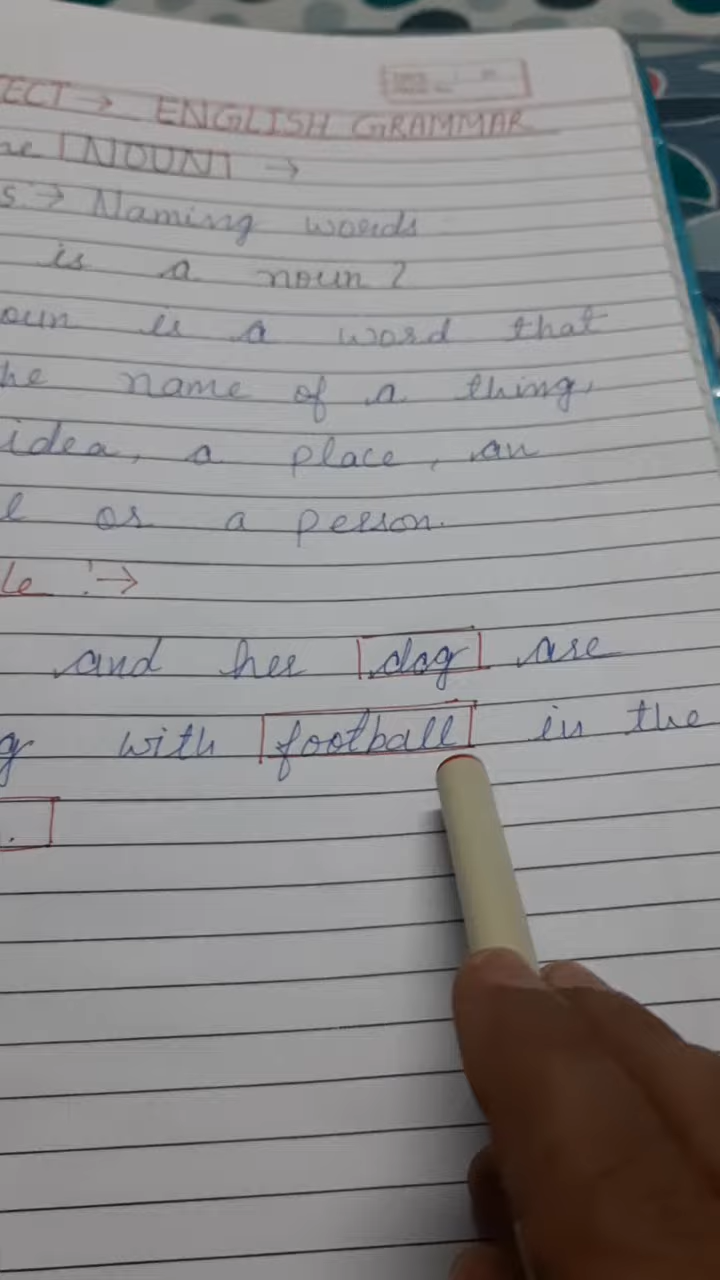 ECT → ENGLISH GRAMMAR
he NOUN →
s → Naming words
is a noun?
oun is a word that
he name of a thing,
idea, a place, an
l or a person.
le :→
and her dog are
g with football in the
.